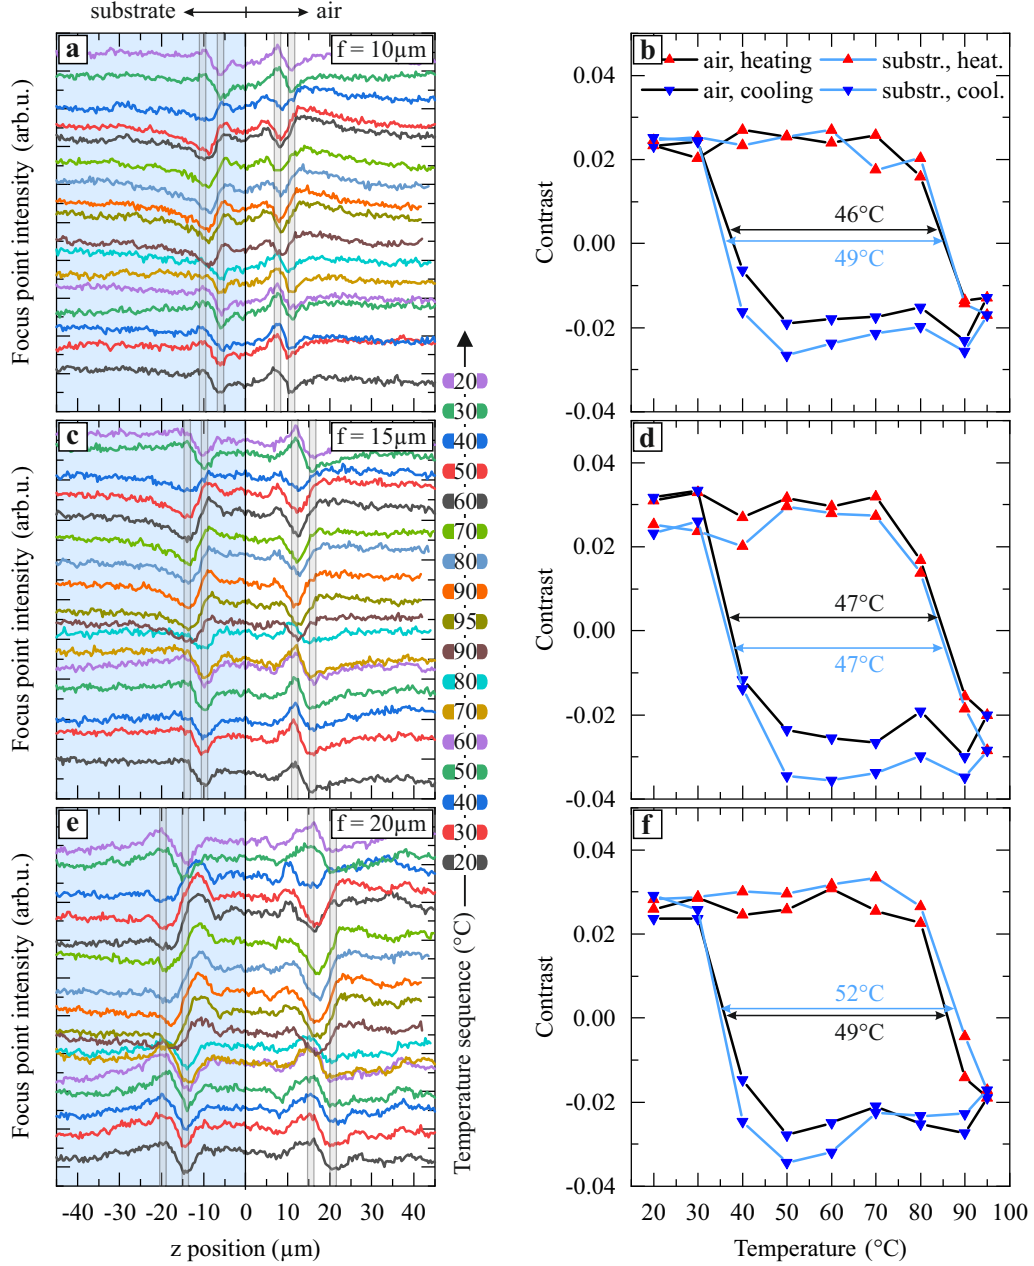 substrate air
a
f = 10µm
Focus point intensity (arb.u.)
c
f = 15µm
Focus point intensity (arb.u.)
e
f = 20µm
Focus point intensity (arb.u.)
-40 -30 -20 -10 0 10 20 30 40
z position (µm)
20
30
40
50
60
70
80
90
95
90
80
70
60
50
40
30
20
Temperature sequence (°C)
b
air, heating
substr., heat.
air, cooling
substr., cool.
0.04
0.02
0.00
-0.02
-0.04
Contrast
46°C
49°C
d
0.04
0.02
0.00
-0.02
-0.04
Contrast
47°C
47°C
f
0.04
0.02
0.00
-0.02
-0.04
Contrast
52°C
49°C
20 30 40 50 60 70 80 90 100
Temperature (°C)